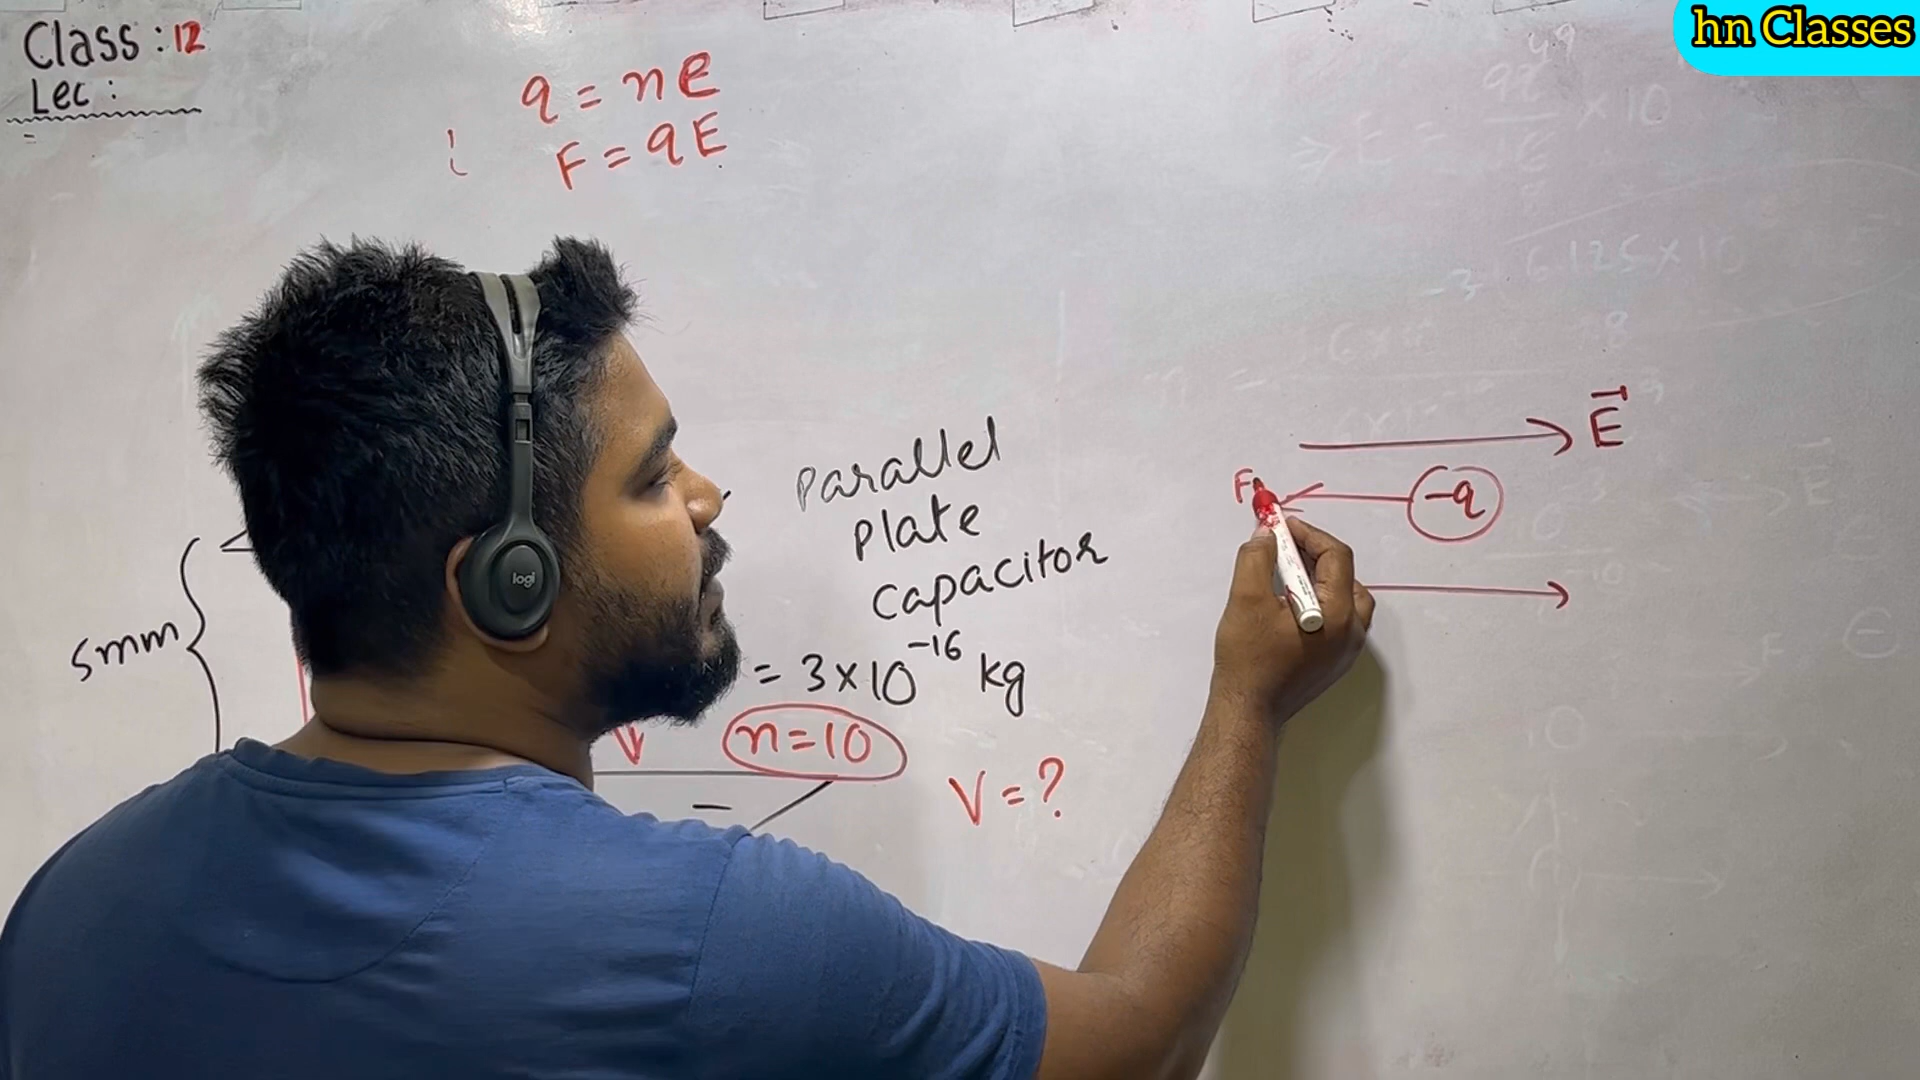 hn Classes
Class : 12
Lec :
q = ne
F = qE
E
F
-q
Parallel
Plate
Capacitor
5mm
= 3×10⁻¹⁶ kg
n=10
V = ?
logi